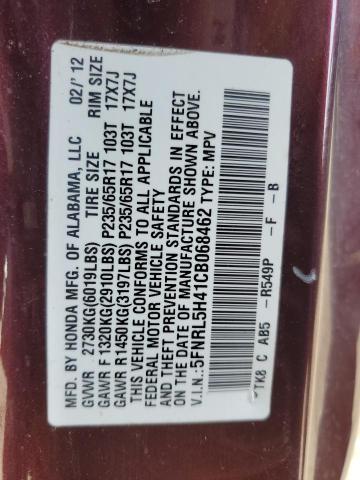 MFD. BY HONDA MFG. OF ALABAMA, LLC 02/'12
GVWR 2730KG(6019LBS) TIRE SIZE RIM SIZE
GAWR F 1320KG(2910LBS) P235/65R17 103T 17X7J
GAWR R1450KG(3197LBS) P235/65R17 103T 17X7J
THIS VEHICLE CONFORMS TO ALL APPLICABLE
FEDERAL MOTOR VEHICLE SAFETY
THEFT PREVENTION STANDARDS IN EFFECT
ON THE DATE OF MANUFACTURE SHOWN ABOVE.
V.I.N.: 5FNRL5H41CB068462 TYPE: MPV
TK8 C AB5 -R549P -F -B